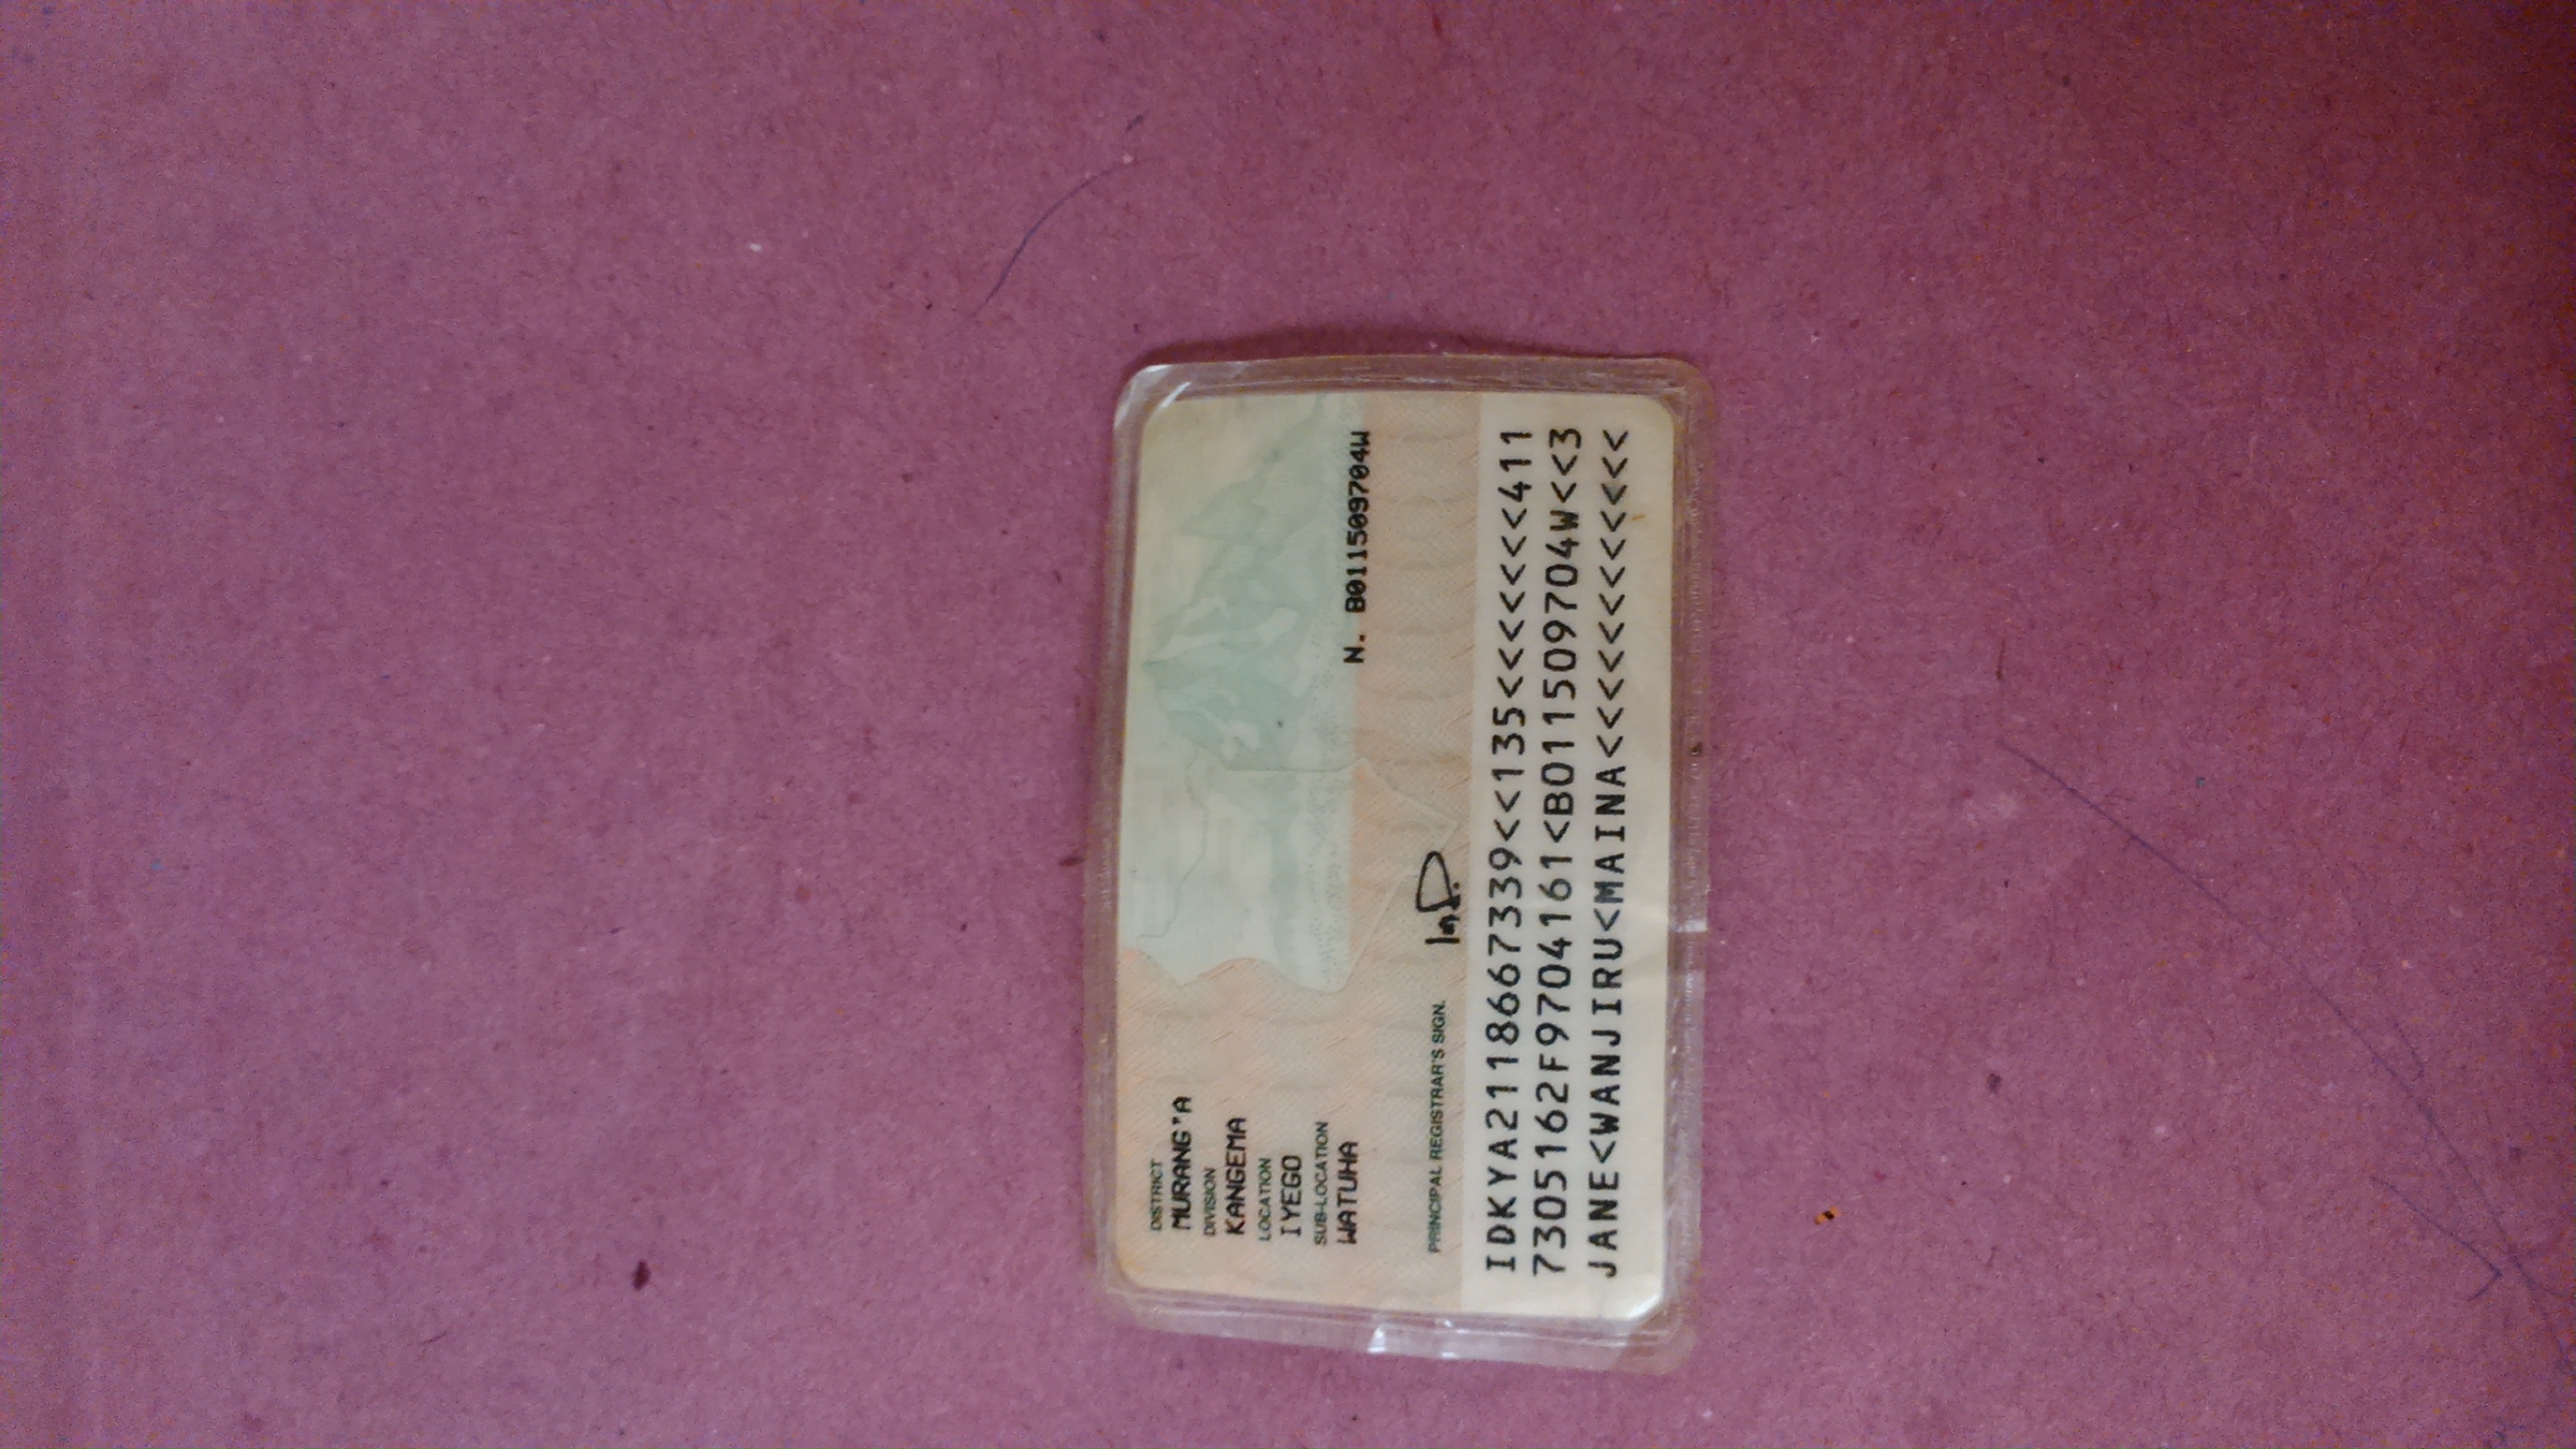 DISTRICT
MURANG'A
DIVISION
KANGEMA
LOCATION
IYEGO
SUB-LOCATION
WATUHA
N. B011509704W
PRINCIPAL REGISTRAR'S SIGN.
IDKYA2118667339<<135<<<<<<<411
7305162F9704161<B011509704W<<3
JANE<WANJIRU<MAINA<<<<<<<<<<<<